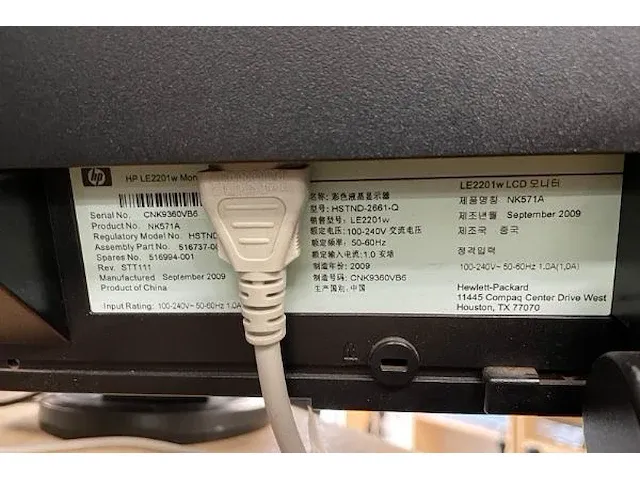 hp HP LE2201w Mon
Serial No. CNK9360VB6
Product No. NK571A
Regulatory Model No. HSTND
Assembly Part No. 516737-00
Spares No. 516994-001
Rev. STT111
Manufactured September 2009
Product of China
Input Rating: 100-240V~ 50-60Hz 1.0A
名称: 彩色液晶显示器
型号: HSTND-2661-Q
销售型号: LE2201w
额定电压: 100-240V 交流电压
额定频率: 50-60Hz
额定输入电流: 1.0 安培
制造年份: 2009
制造号码: CNK9360VB6
生产国别: 中国
LE2201w LCD 모니터
제품명칭 NK571A
제조년월 September 2009
제조국 중국
정격입력
100-240V~ 50-60Hz 1.0A(1,0A)
Hewlett-Packard
11445 Compaq Center Drive West
Houston, TX 77070